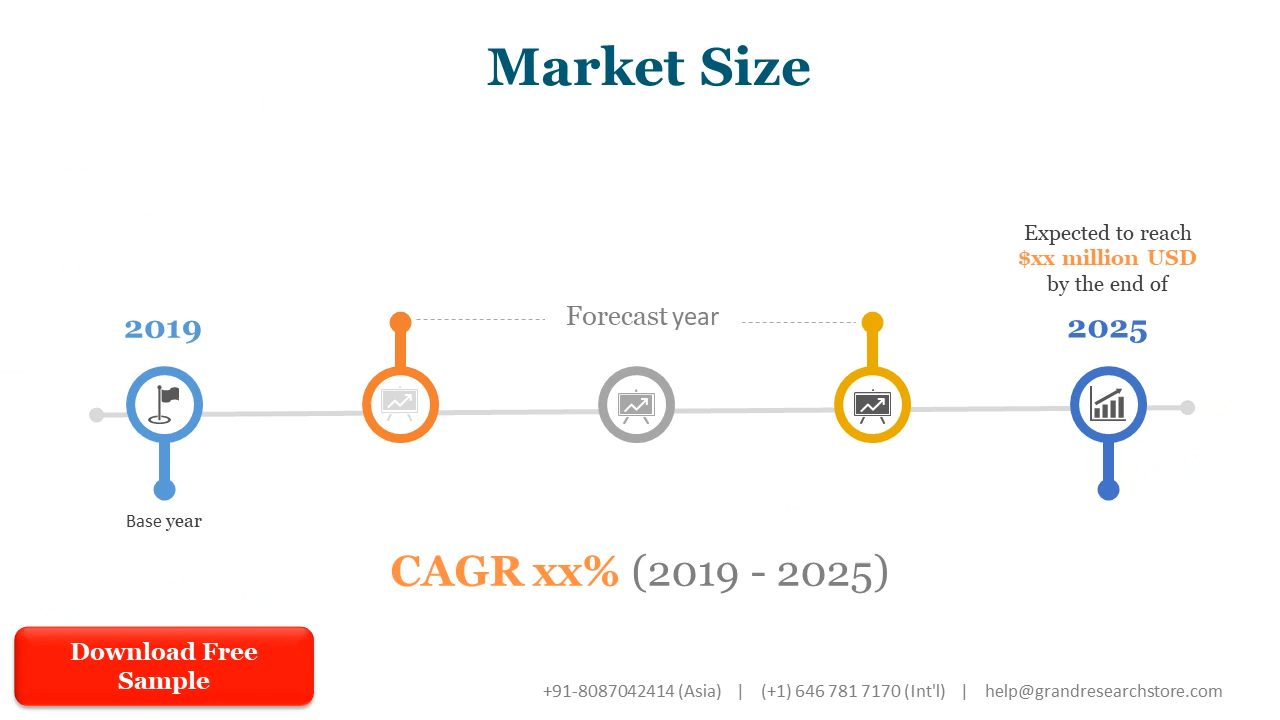 Market Size
Expected to reach
$xx million USD
by the end of
2019
Forecast year
2025
Base year
CAGR xx% (2019 - 2025)
Download Free
Sample
+91-8087042414 (Asia) | (+1) 646 781 7170 (Int'l) | help@grandresearchstore.com